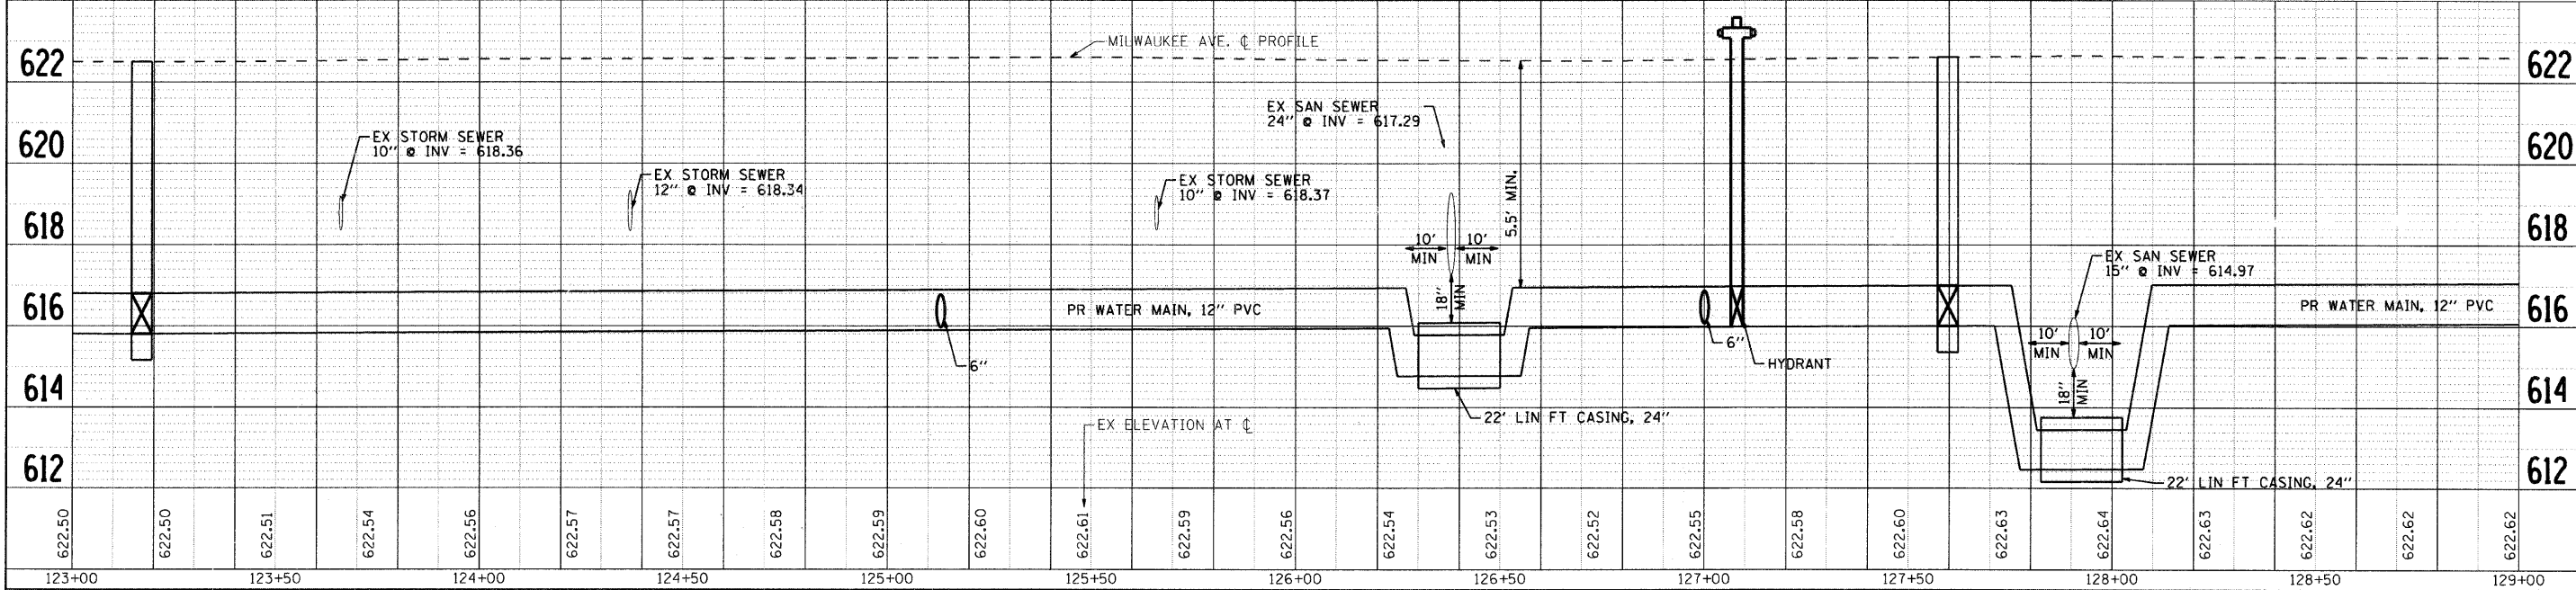 MILWAUKEE AVE. ℄ PROFILE
622
622
EX SAN SEWER
24" @ INV = 617.29
EX STORM SEWER
10" @ INV = 618.36
620
620
EX STORM SEWER
12" @ INV = 618.34
EX STORM SEWER
10" @ INV = 618.37
5.5' MIN.
618
618
10'
MIN
10'
MIN
EX SAN SEWER
15" @ INV = 614.97
18"
MIN
616
PR WATER MAIN, 12" PVC
PR WATER MAIN, 12" PVC
616
6"
6"
HYDRANT
10'
MIN
10'
MIN
18"
MIN
614
614
22' LIN FT CASING, 24"
EX ELEVATION AT ℄
612
612
22' LIN FT CASING, 24"
622.50
622.50
622.51
622.54
622.56
622.57
622.57
622.58
622.59
622.60
622.61
622.59
622.56
622.54
622.53
622.52
622.55
622.58
622.60
622.63
622.64
622.63
622.62
622.62
622.62
123+00
123+50
124+00
124+50
125+00
125+50
126+00
126+50
127+00
127+50
128+00
128+50
129+00